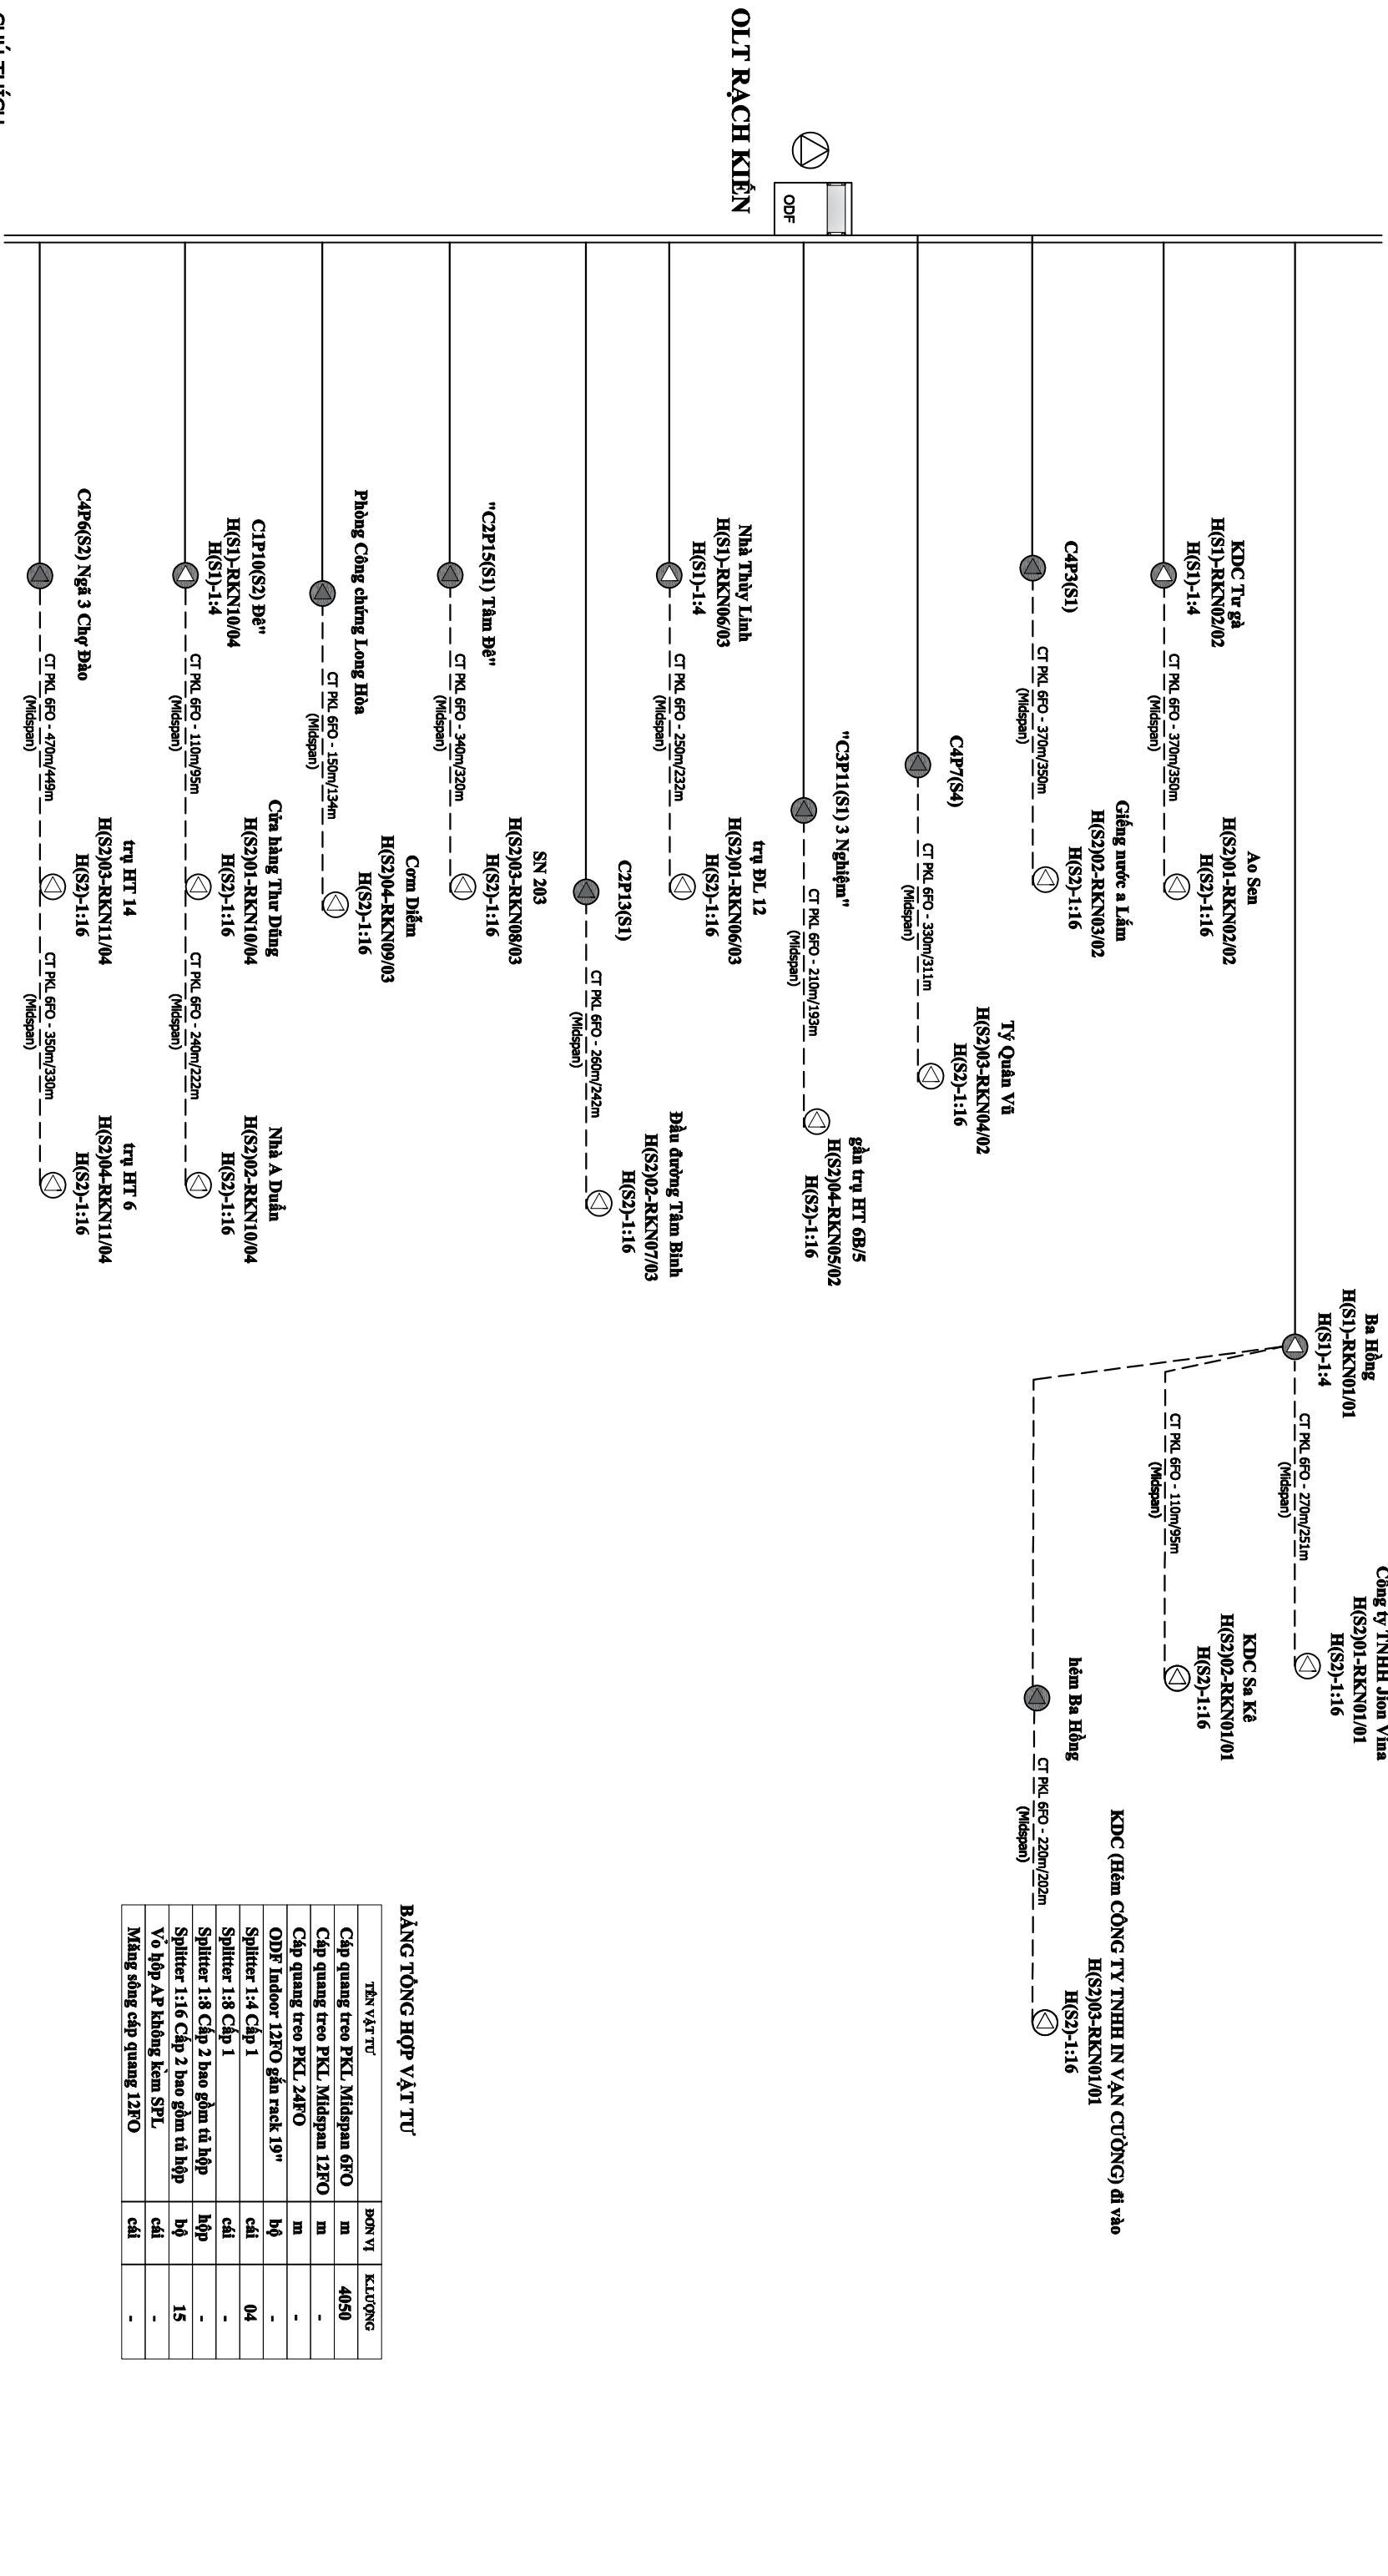 Công ty TNHH Jion Vina
H(S2)01-RKN01/01
H(S2)-1:16
Ba Hồng
H(S1)-RKN01/01
H(S1)-1:4
CT PKL 6FO - 270m/251m
(Midspan)
KDC Tư gà
H(S1)-RKN02/02
H(S1)-1:4
CT PKL 6FO - 370m/350m
(Midspan)
Ao Sen
H(S2)01-RKN02/02
H(S2)-1:16
CT PKL 6FO - 110m/95m
(Midspan)
KDC Sa Kê
H(S2)02-RKN01/01
H(S2)-1:16
C4P3(S1)
CT PKL 6FO - 370m/350m
(Midspan)
Giếng nước a Lắm
H(S2)02-RKN03/02
H(S2)-1:16
hẻm Ba Hồng
CT PKL 6FO - 220m/202m
(Midspan)
KDC (Hẻm CÔNG TY TNHH IN VẠN CƯỜNG) đi vào
H(S2)03-RKN01/01
H(S2)-1:16
C4P7(S4)
CT PKL 6FO - 330m/311m
(Midspan)
Tý Quân Vũ
H(S2)03-RKN04/02
H(S2)-1:16
OLT RẠCH KIẾN
ODF
"C3P11(S1) 3 Nghiệm"
CT PKL 6FO - 210m/193m
(Midspan)
gần trụ HT 6B/5
H(S2)04-RKN05/02
H(S2)-1:16
Nhà Thùy Linh
H(S1)-RKN06/03
H(S1)-1:4
CT PKL 6FO - 250m/232m
(Midspan)
trụ ĐL 12
H(S2)01-RKN06/03
H(S2)-1:16
C2P13(S1)
CT PKL 6FO - 260m/242m
(Midspan)
Đầu đường Tâm Binh
H(S2)02-RKN07/03
H(S2)-1:16
"C2P15(S1) Tâm Đê"
CT PKL 6FO - 340m/320m
(Midspan)
SN 203
H(S2)03-RKN08/03
H(S2)-1:16
Phòng Công chứng Long Hòa
CT PKL 6FO - 150m/134m
(Midspan)
Cơm Diễm
H(S2)04-RKN09/03
H(S2)-1:16
C1P10(S2) Đê"
H(S1)-RKN10/04
H(S1)-1:4
CT PKL 6FO - 110m/95m
(Midspan)
Cửa hàng Thư Dũng
H(S2)01-RKN10/04
H(S2)-1:16
CT PKL 6FO - 240m/222m
(Midspan)
Nhà A Duẩn
H(S2)02-RKN10/04
H(S2)-1:16
C4P6(S2) Ngã 3 Chợ Đào
CT PKL 6FO - 470m/449m
(Midspan)
trụ HT 14
H(S2)03-RKN11/04
H(S2)-1:16
CT PKL 6FO - 350m/330m
(Midspan)
trụ HT 6
H(S2)04-RKN11/04
H(S2)-1:16
BẢNG TỔNG HỢP VẬT TƯ
TÊN VẬT TƯ ĐƠN VỊ K.LƯỢNG
Cáp quang treo PKL Midspan 6FO m 4050
Cáp quang treo PKL Midspan 12FO m -
Cáp quang treo PKL 24FO m -
ODF Indoor 12FO gắn rack 19" bộ -
Splitter 1:4 Cấp 1 cái 04
Splitter 1:8 Cấp 1 cái -
Splitter 1:8 Cấp 2 bao gồm tủ hộp hộp -
Splitter 1:16 Cấp 2 bao gồm tủ hộp bộ 15
Vỏ hộp AP không kèm SPL cái -
Măng sông cáp quang 12FO cái -
CHÚ THÍCH